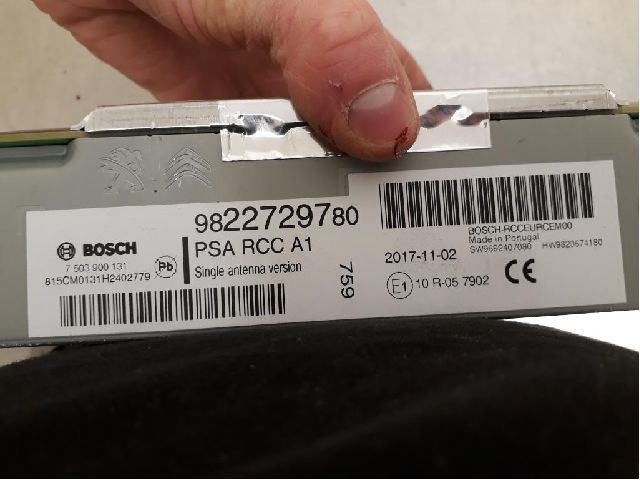 9822729780
BOSCH
PSA RCC A1
7 503 900 131
Pb
Single antenna version
815CM0131H2402779
759
BOSCH-RCCEURCEM00
Made in Portugal
2017-11-02
SW9692407080 HW9820674180
E1 10 R-05 7902 CE